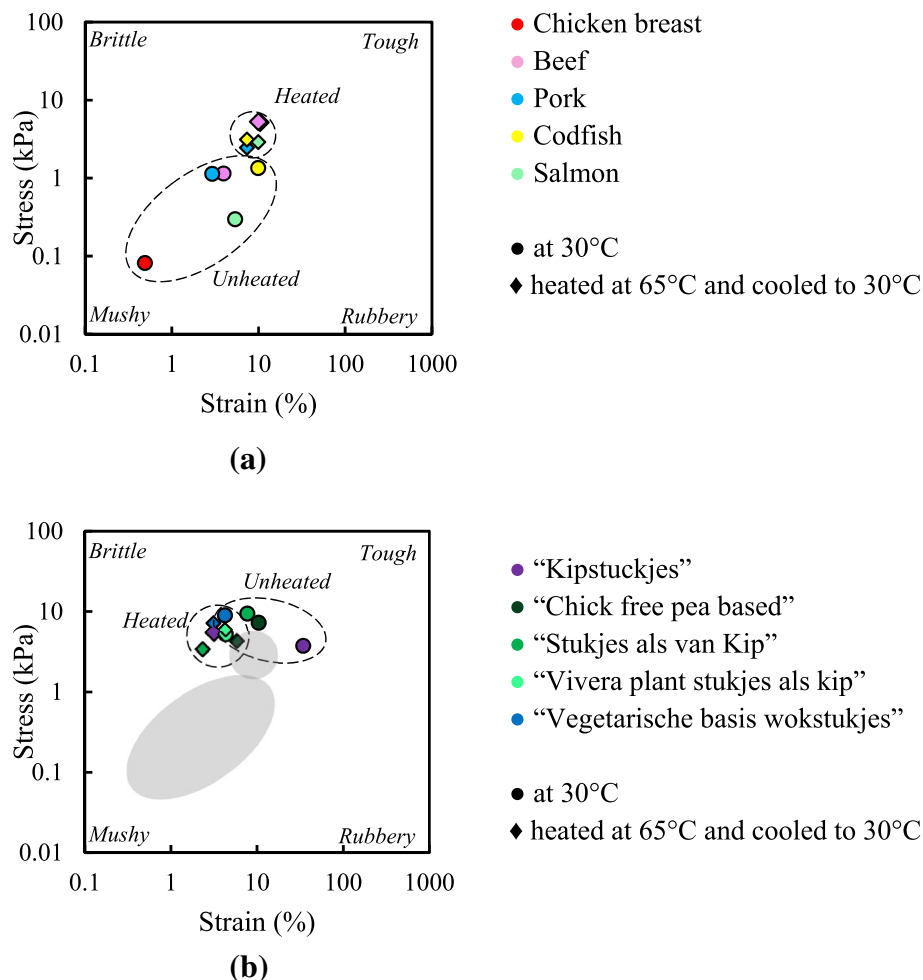 (a)
100
10
1
0.1
0.01
Stress (kPa)
Brittle
Tough
Heated
Unheated
Mushy
Rubbery
0.1 1 10 100 1000
Strain (%)
Chicken breast
Beef
Pork
Codfish
Salmon
at 30°C
heated at 65°C and cooled to 30°C
100
10
1
0.1
0.01
Stress (kPa)
Brittle
Tough
Unheated
Heated
Mushy
Rubbery
0.1 1 10 100 1000
Strain (%)
(b)
“Kipstuckjes”
“Chick free pea based”
“Stukjes als van Kip”
“Vivera plant stukjes als kip”
“Vegetarische basis wokstukjes”
at 30°C
heated at 65°C and cooled to 30°C